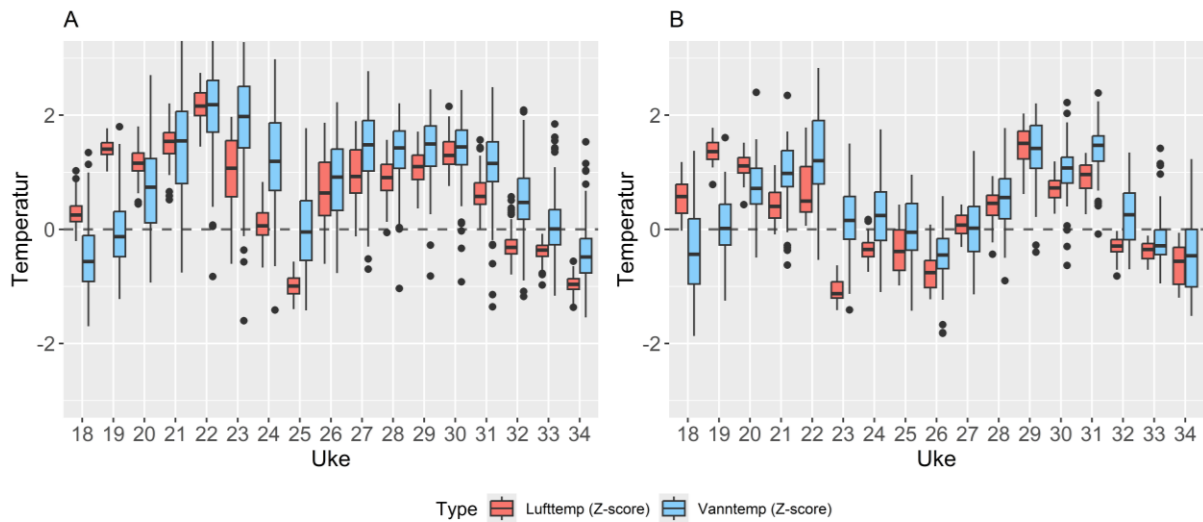 A
B
Temperatur
2
0
-2
18 19 20 21 22 23 24 25 26 27 28 29 30 31 32 33 34
Uke
Temperatur
2
0
-2
18 19 20 21 22 23 24 25 26 27 28 29 30 31 32 33 34
Uke
Type Lufttemp (Z-score) Vanntemp (Z-score)